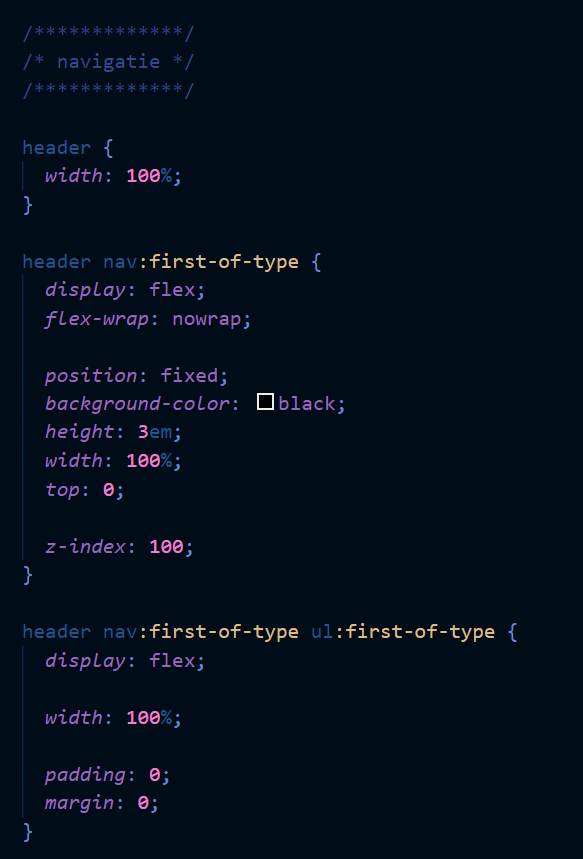 /*************/
/* navigatie */
/*************/
header {
width: 100%;
}
header nav:first-of-type {
display: flex;
flex-wrap: nowrap;
position: fixed;
background-color: black;
height: 3em;
width: 100%;
top: 0;
z-index: 100;
}
header nav:first-of-type ul:first-of-type {
display: flex;
width: 100%;
padding: 0;
margin: 0;
}